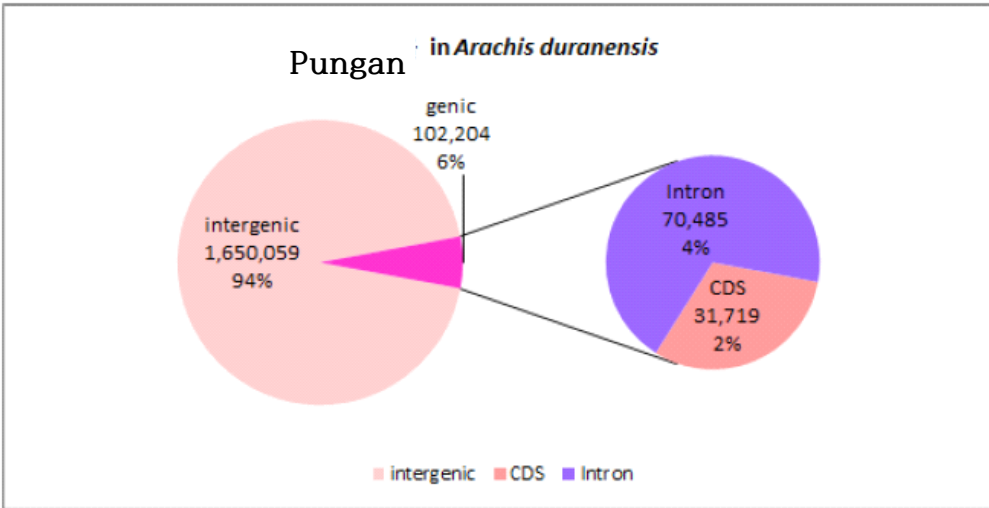 Pungan in Arachis duranensis
genic
102,204
6%
intergenic
1,650,059
94%
Intron
70,485
4%
CDS
31,719
2%
intergenic CDS Intron